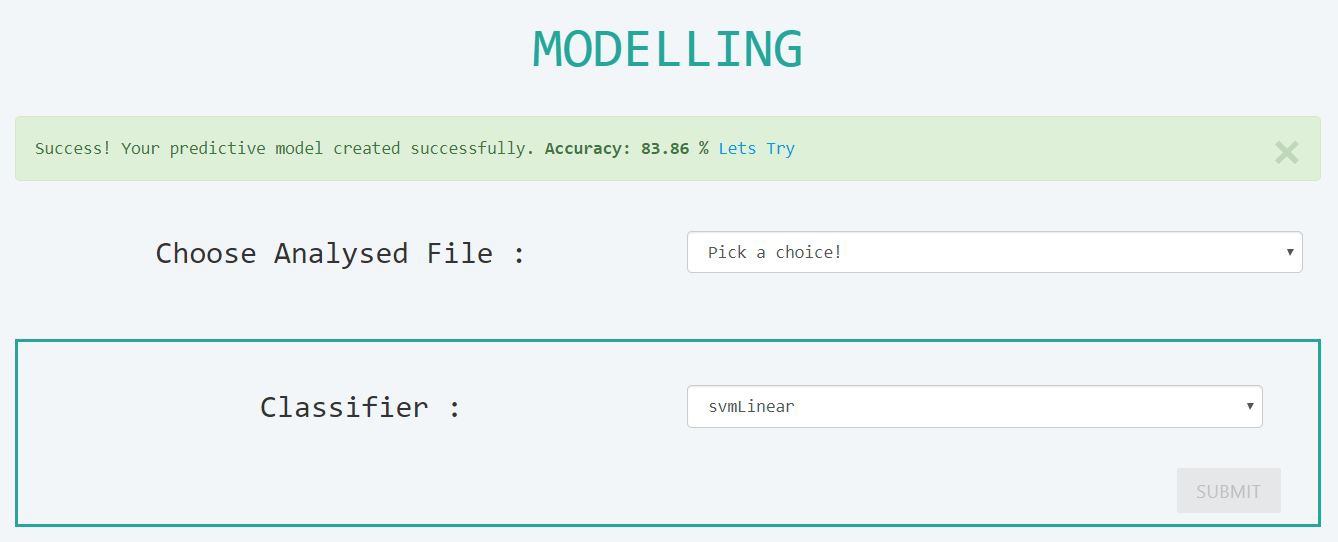 MODELLING
Success! Your predictive model created successfully. Accuracy: 83.86 % Lets Try
Choose Analysed File :
Pick a choice!
Classifier :
svmLinear
SUBMIT